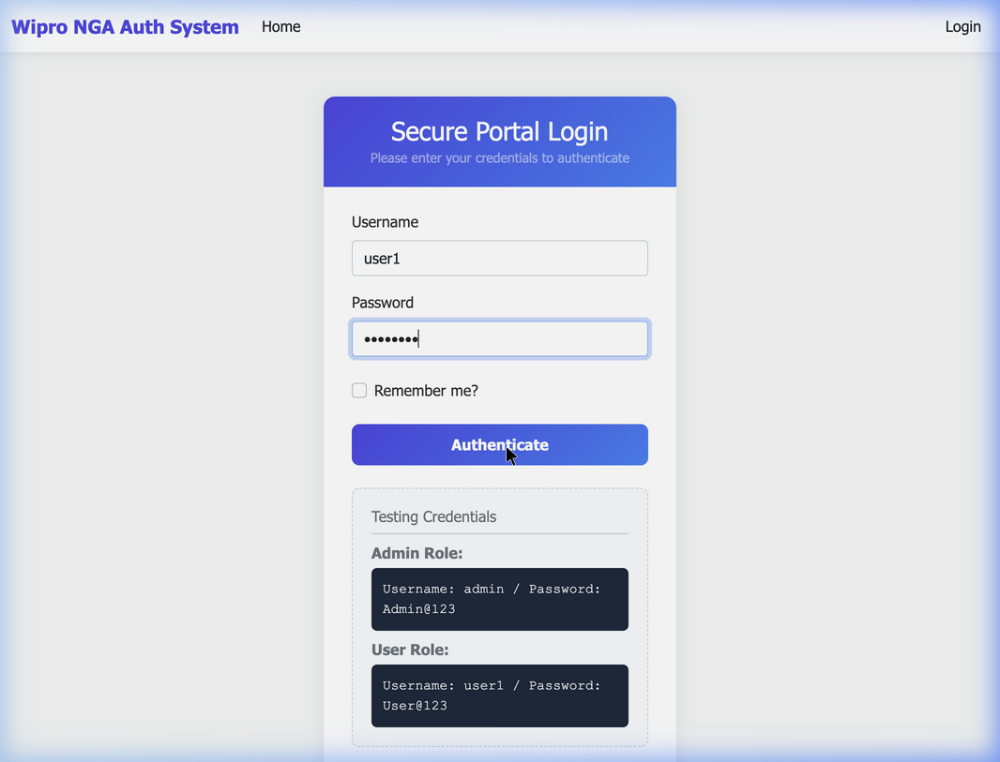 Wipro NGA Auth System Home Login
Secure Portal Login
Please enter your credentials to authenticate
Username
user1
Password
••••••••
Remember me?
Authenticate
Testing Credentials
Admin Role:
Username: admin / Password:
Admin@123
User Role:
Username: user1 / Password:
User@123